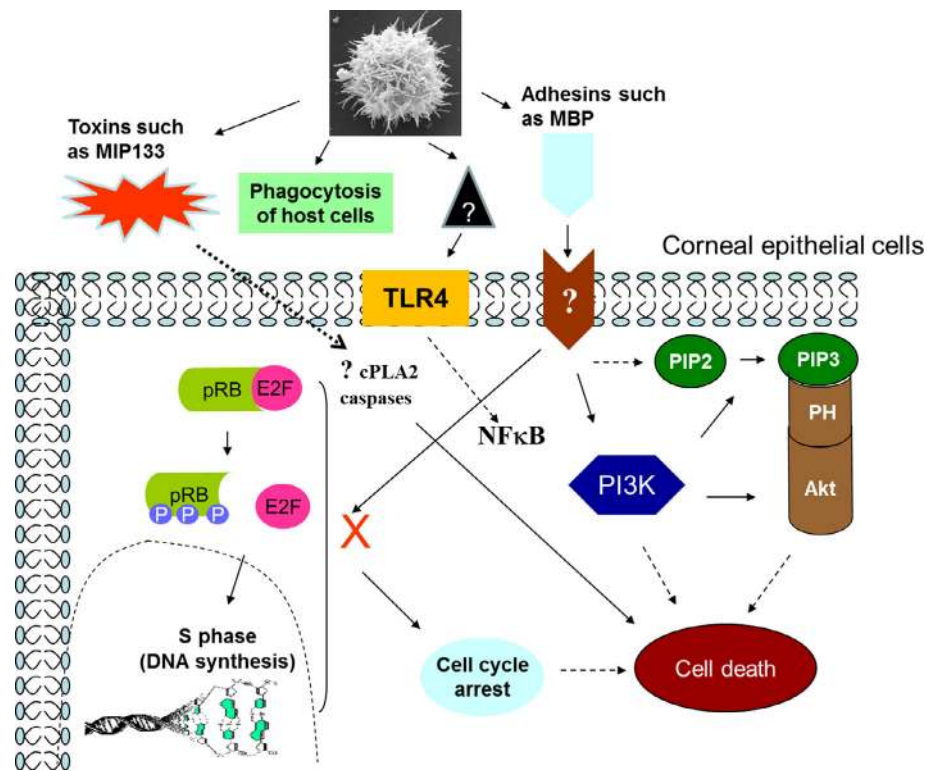 Adhesins such
as MBP
Toxins such
as MIP133
Phagocytosis
of host cells
?
Corneal epithelial cells
TLR4
?
PIP2
PIP3
? cPLA2
caspases
pRB
E2F
PH
NFκB
PI3K
Akt
pRB
E2F
P P P
X
S phase
(DNA synthesis)
Cell cycle
arrest
Cell death